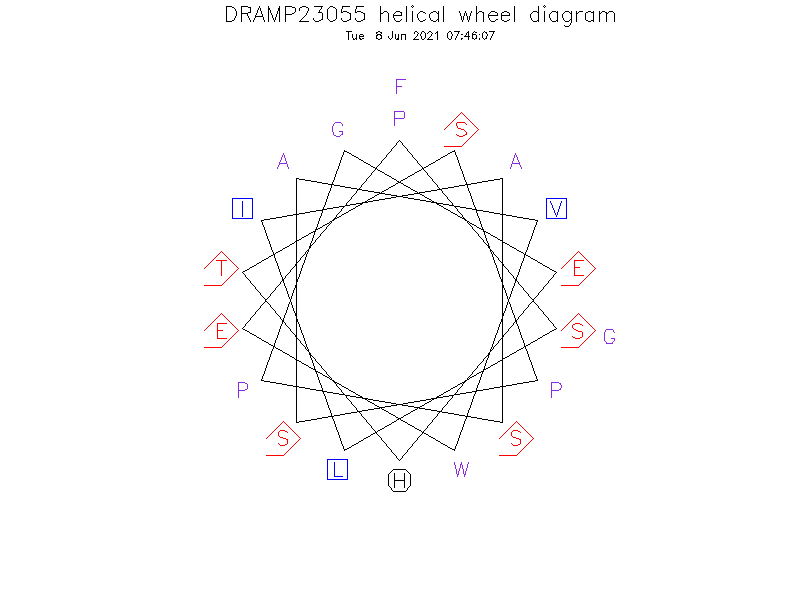 DRAMP23055 helical wheel diagram
Tue 8 Jun 2021 07:46:07
F
P
G S
A A
I V
T E
E S G
P P
S S
L H W